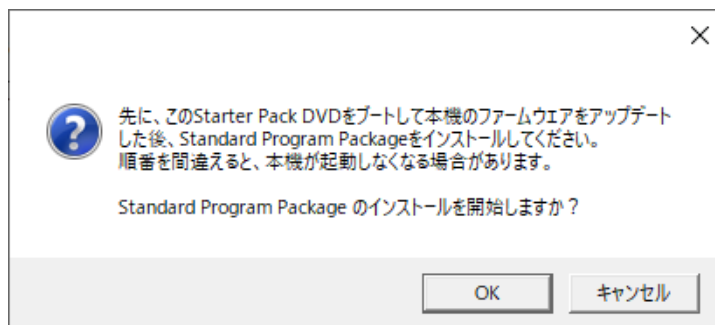 先に、このStarter Pack DVDをブートして本機のファームウエアをアップデート
した後、Standard Program Packageをインストールしてください。
順番を間違えると、本機が起動しなくなる場合があります。
Standard Program Package のインストールを開始しますか？
OK
キャンセル